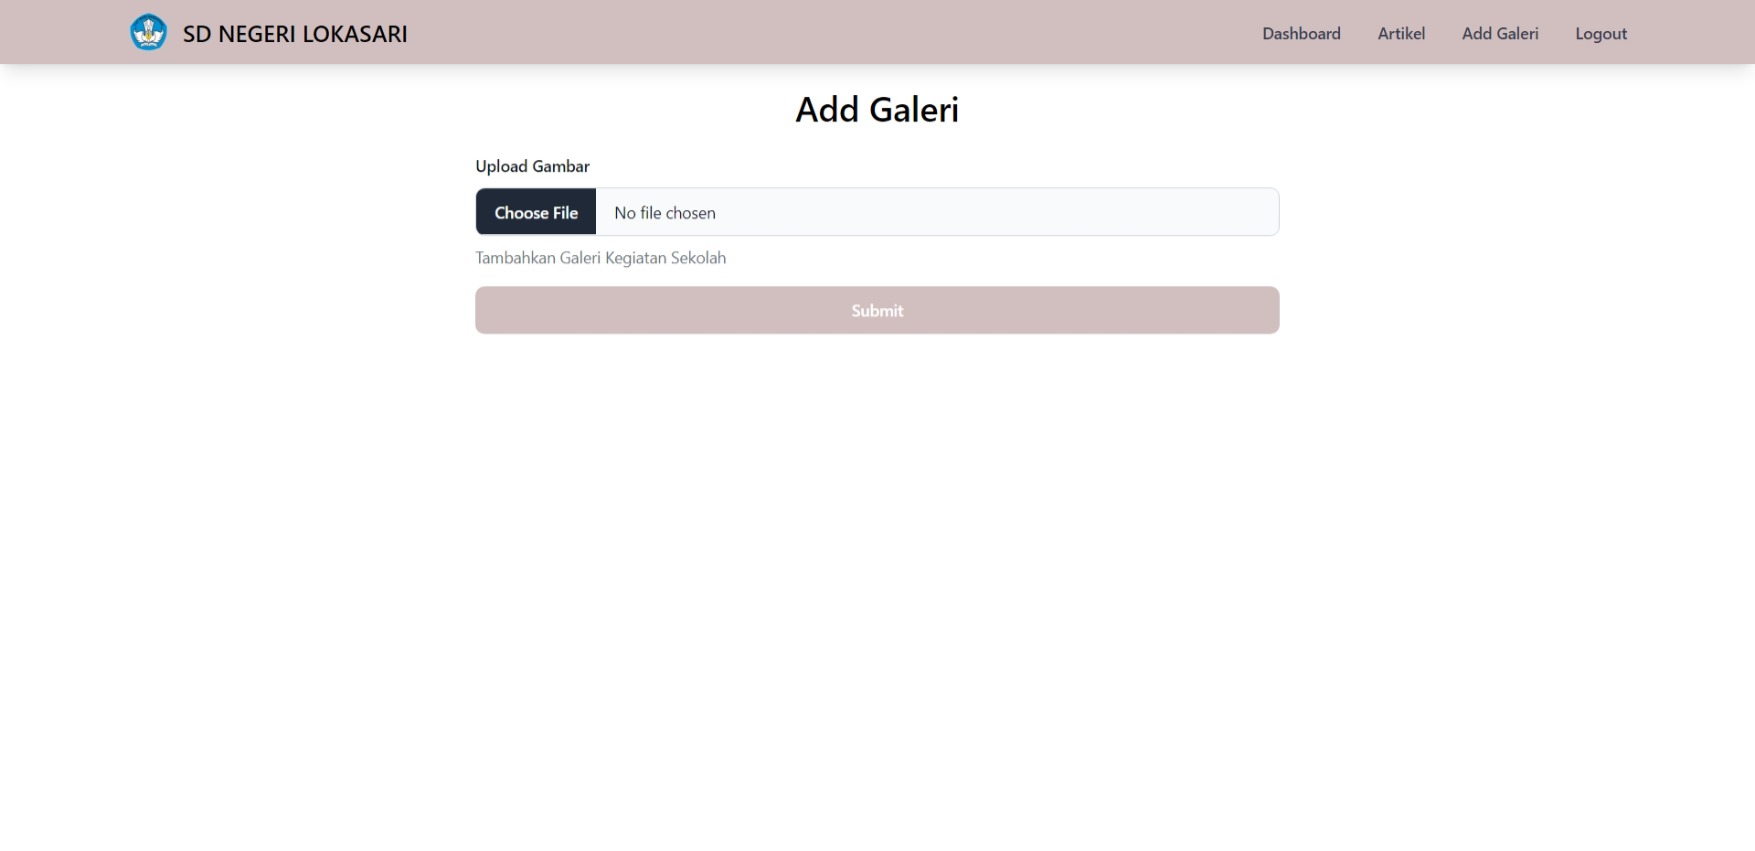 SD NEGERI LOKASARI
Dashboard Artikel Add Galeri Logout
Add Galeri
Upload Gambar
Choose File No file chosen
Tambahkan Galeri Kegiatan Sekolah
Submit